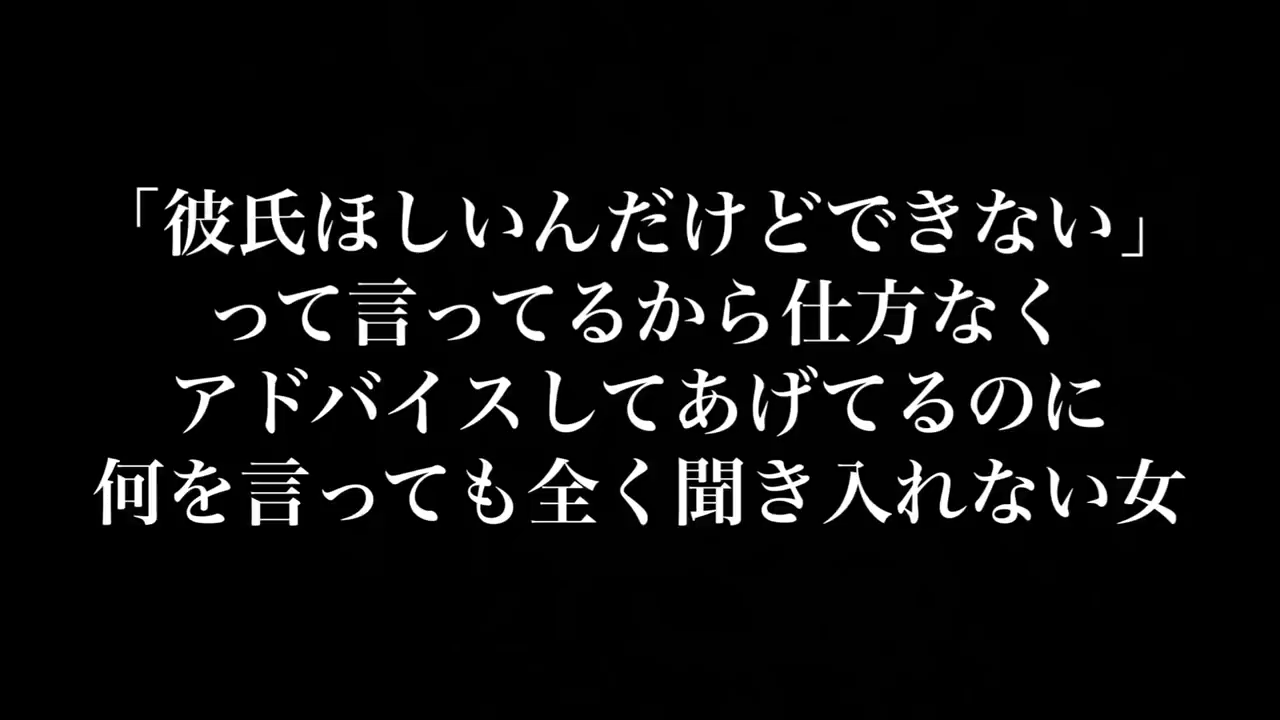 「彼氏ほしいんだけどできない」
って言ってるから仕方なく
アドバイスしてあげてるのに
何を言っても全く聞き入れない女